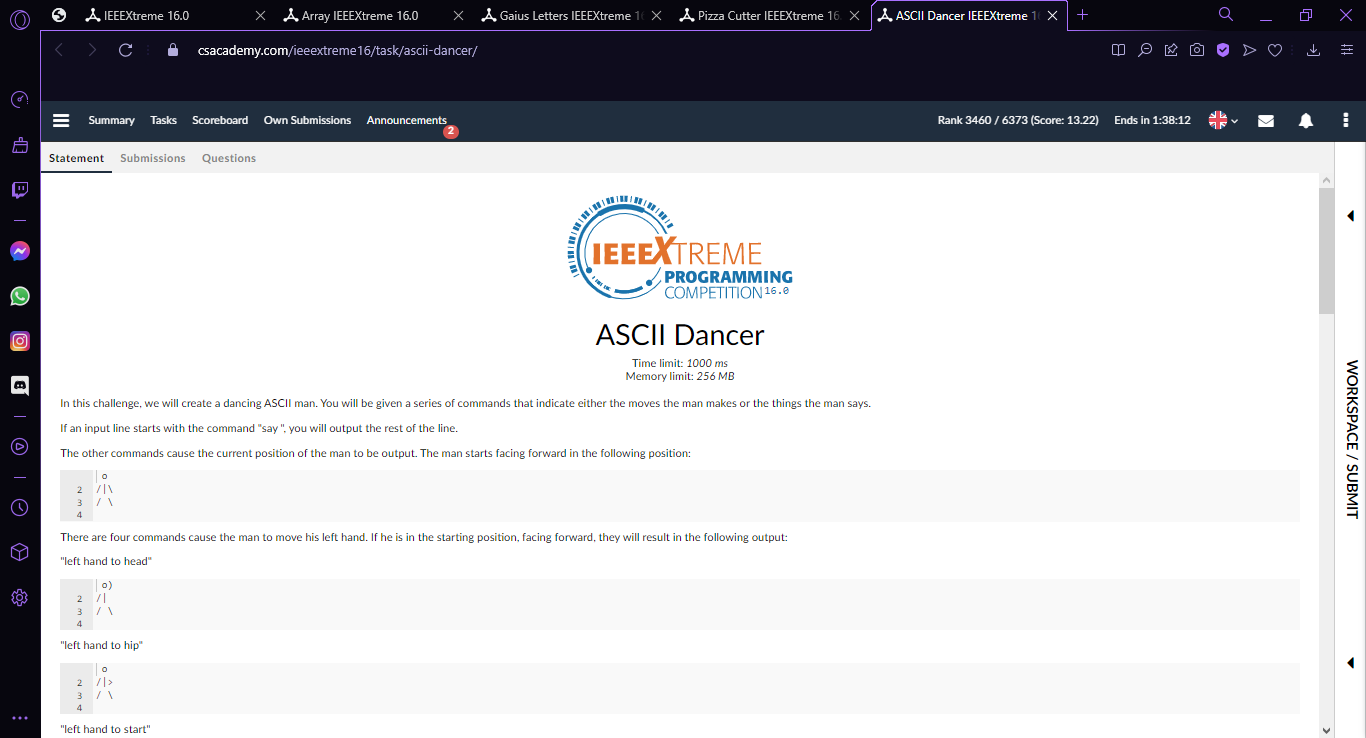 IEEEXtreme 16.0
Array IEEEXtreme 16.0
Gaius Letters IEEEXtreme 1
Pizza Cutter IEEEXtreme 16
ASCII Dancer IEEEXtreme 1
csacademy.com/ieeextreme16/task/ascii-dancer/
Summary Tasks Scoreboard Own Submissions Announcements 2 Rank 3460 / 6373 (Score: 13.22) Ends in 1:38:12
Statement Submissions Questions
IEEEXTREME
PROGRAMMING
COMPETITION 16.0
ASCII Dancer
Time limit: 1000 ms
Memory limit: 256 MB
In this challenge, we will create a dancing ASCII man. You will be given a series of commands that indicate either the moves the man makes or the things the man says.
If an input line starts with the command "say ", you will output the rest of the line.
The other commands cause the current position of the man to be output. The man starts facing forward in the following position:
 o
2 /|\
3 / \
4
There are four commands cause the man to move his left hand. If he is in the starting position, facing forward, they will result in the following output:
"left hand to head"
 o)
2 /|
3 / \
4
"left hand to hip"
 o
2 /|>
3 / \
4
"left hand to start"
WORKSPACE / SUBMIT